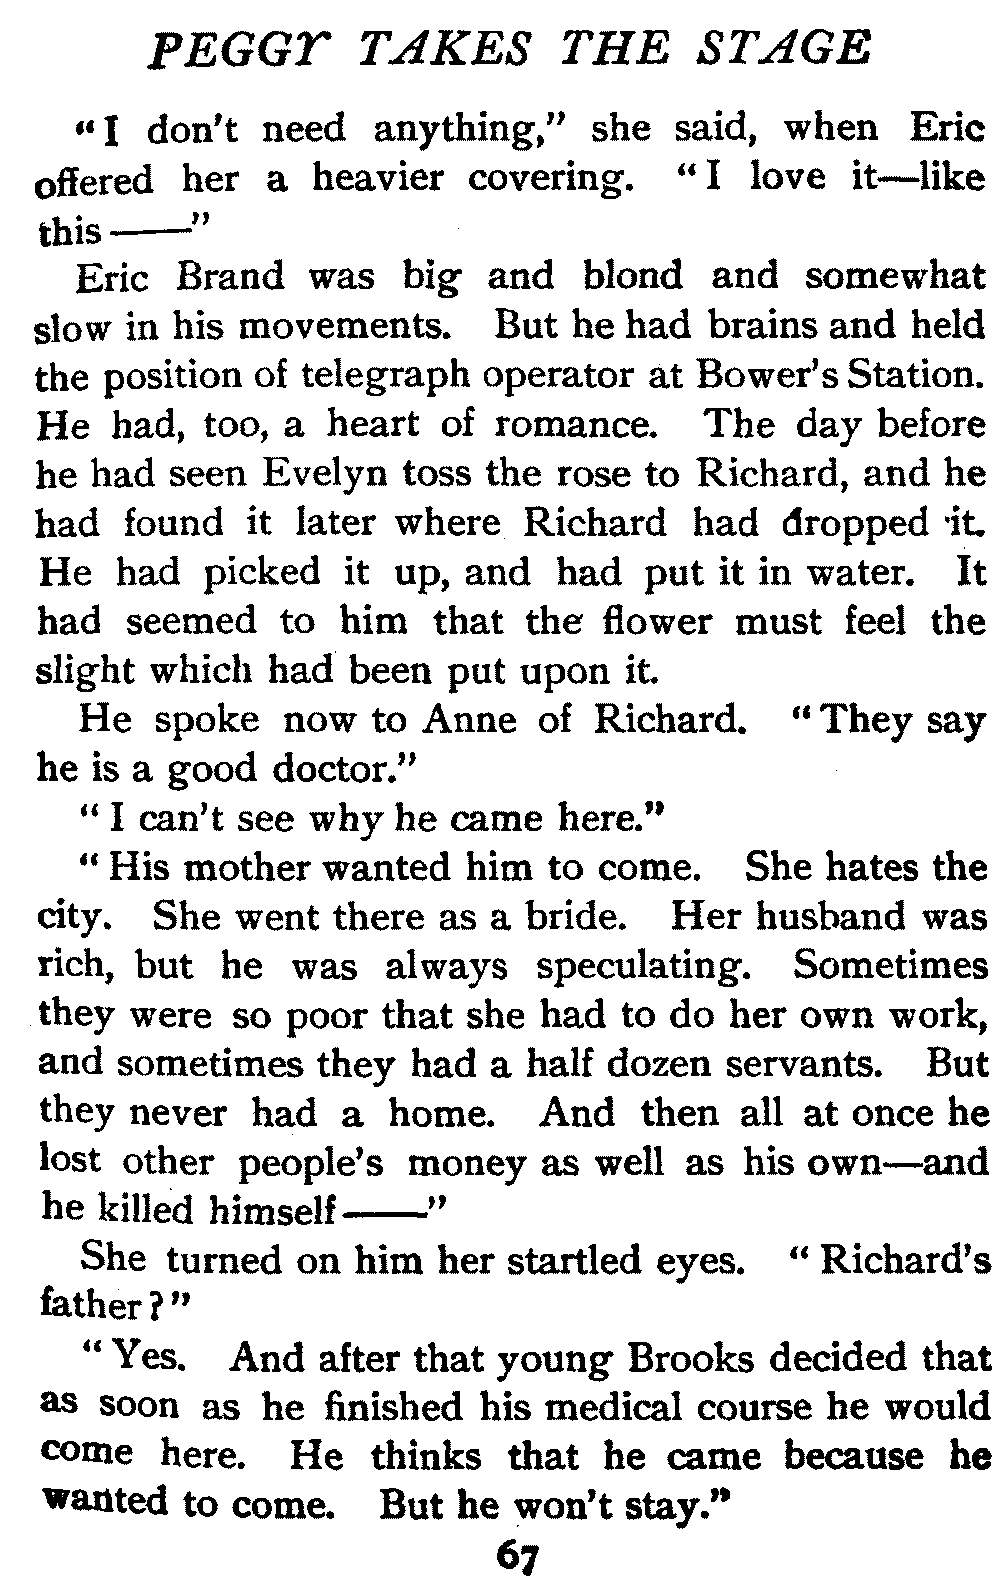 PEGGY TAKES THE STAGE
"I don't need anything," she said, when Eric
offered her a heavier covering. "I love it—like
this ——"
Eric Brand was big and blond and somewhat
slow in his movements. But he had brains and held
the position of telegraph operator at Bower's Station.
He had, too, a heart of romance. The day before
he had seen Evelyn toss the rose to Richard, and he
had found it later where Richard had dropped it.
He had picked it up, and had put it in water. It
had seemed to him that the flower must feel the
slight which had been put upon it.
He spoke now to Anne of Richard. "They say
he is a good doctor."
"I can't see why he came here."
"His mother wanted him to come. She hates the
city. She went there as a bride. Her husband was
rich, but he was always speculating. Sometimes
they were so poor that she had to do her own work,
and sometimes they had a half dozen servants. But
they never had a home. And then all at once he
lost other people's money as well as his own—and
he killed himself ——"
She turned on him her startled eyes. "Richard's
father?"
"Yes. And after that young Brooks decided that
as soon as he finished his medical course he would
come here. He thinks that he came because he
wanted to come. But he won't stay."
67